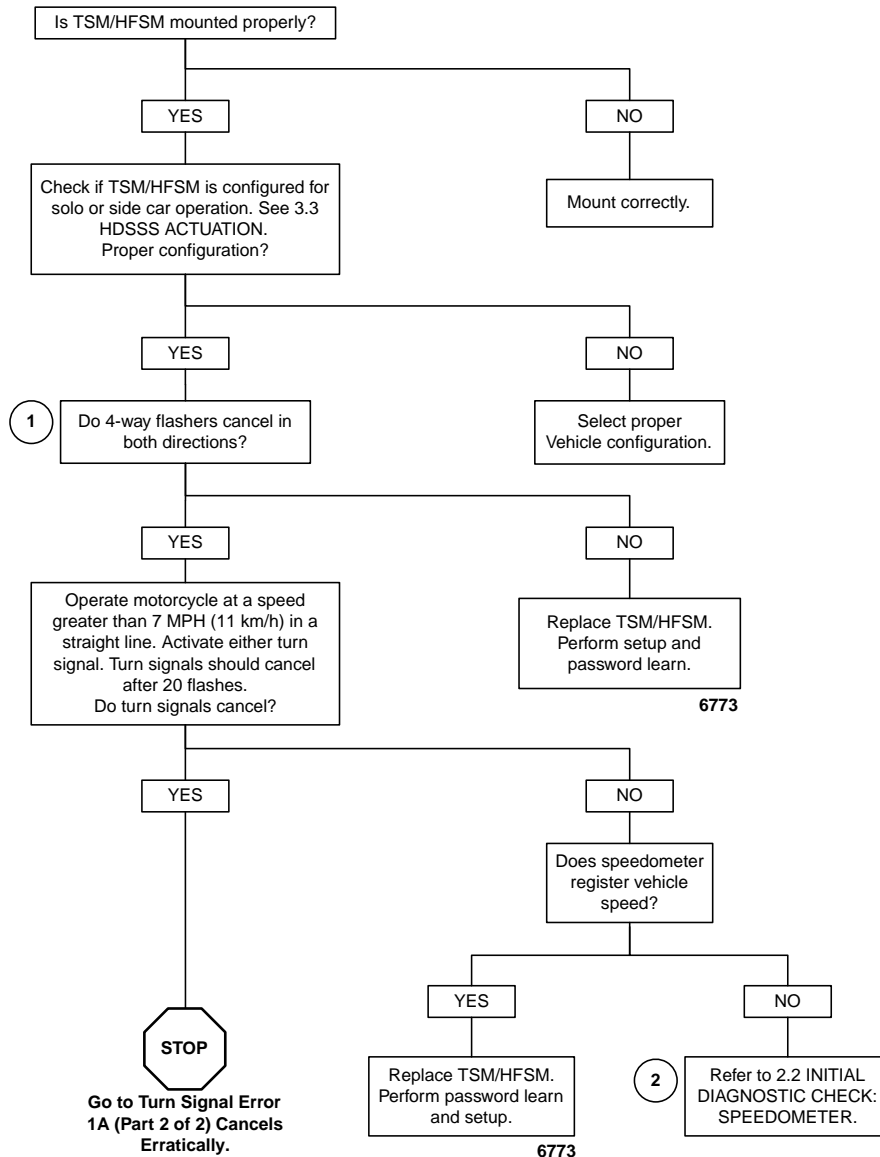 Is TSM/HFSM mounted properly?
YES
NO
Check if TSM/HFSM is configured for
solo or side car operation. See 3.3
HDSSS ACTUATION.
Proper configuration?
Mount correctly.
YES
NO
1
Do 4-way flashers cancel in
both directions?
Select proper
Vehicle configuration.
YES
NO
Operate motorcycle at a speed
greater than 7 MPH (11 km/h) in a
straight line. Activate either turn
signal. Turn signals should cancel
after 20 flashes.
Do turn signals cancel?
Replace TSM/HFSM.
Perform setup and
password learn.
6773
YES
NO
Does speedometer
register vehicle
speed?
YES
NO
STOP
Go to Turn Signal Error
1A (Part 2 of 2) Cancels
Erratically.
Replace TSM/HFSM.
Perform password learn
and setup.
6773
2
Refer to 2.2 INITIAL
DIAGNOSTIC CHECK:
SPEEDOMETER.